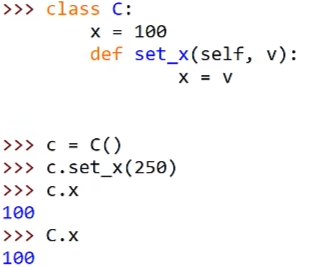 >>> class C:
        x = 100
        def set_x(self, v):
                x = v

>>> c = C()
>>> c.set_x(250)
>>> c.x
100
>>> C.x
100